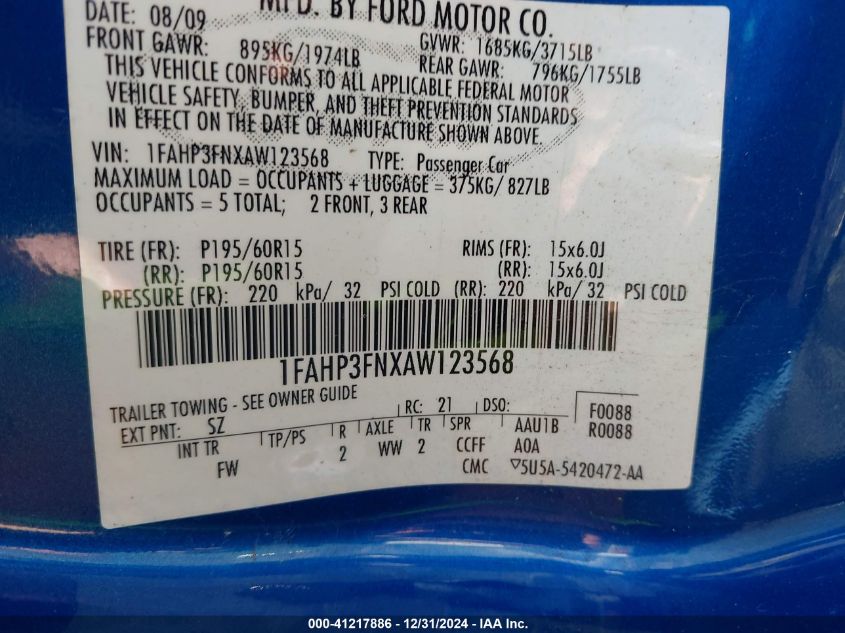 MFD. BY FORD MOTOR CO.
DATE: 08/09
FRONT GAWR: 895KG/1974LB GVWR: 1685KG/3715LB
REAR GAWR: 796KG/1755LB
THIS VEHICLE CONFORMS TO ALL APPLICABLE FEDERAL MOTOR
VEHICLE SAFETY, BUMPER, AND THEFT PREVENTION STANDARDS
IN EFFECT ON THE DATE OF MANUFACTURE SHOWN ABOVE.
VIN: 1FAHP3FNXAW123568 TYPE: Passenger Car
MAXIMUM LOAD = OCCUPANTS + LUGGAGE = 375KG/ 827LB
OCCUPANTS = 5 TOTAL; 2 FRONT, 3 REAR
TIRE (FR): P195/60R15 RIMS (FR): 15x6.0J
(RR): P195/60R15 (RR): 15x6.0J
PRESSURE (FR): 220 kPa/ 32 PSI COLD (RR): 220 kPa/ 32 PSI COLD
1FAHP3FNXAW123568
TRAILER TOWING - SEE OWNER GUIDE
RC: 21 DSO: F0088
EXT PNT: SZ AAU1B R0088
INT TR TP/PS R AXLE TR SPR A0A
FW 2 WW 2 CCFF
CMC ▽5U5A-5420472-AA
000-41217886 - 12/31/2024 - IAA Inc.